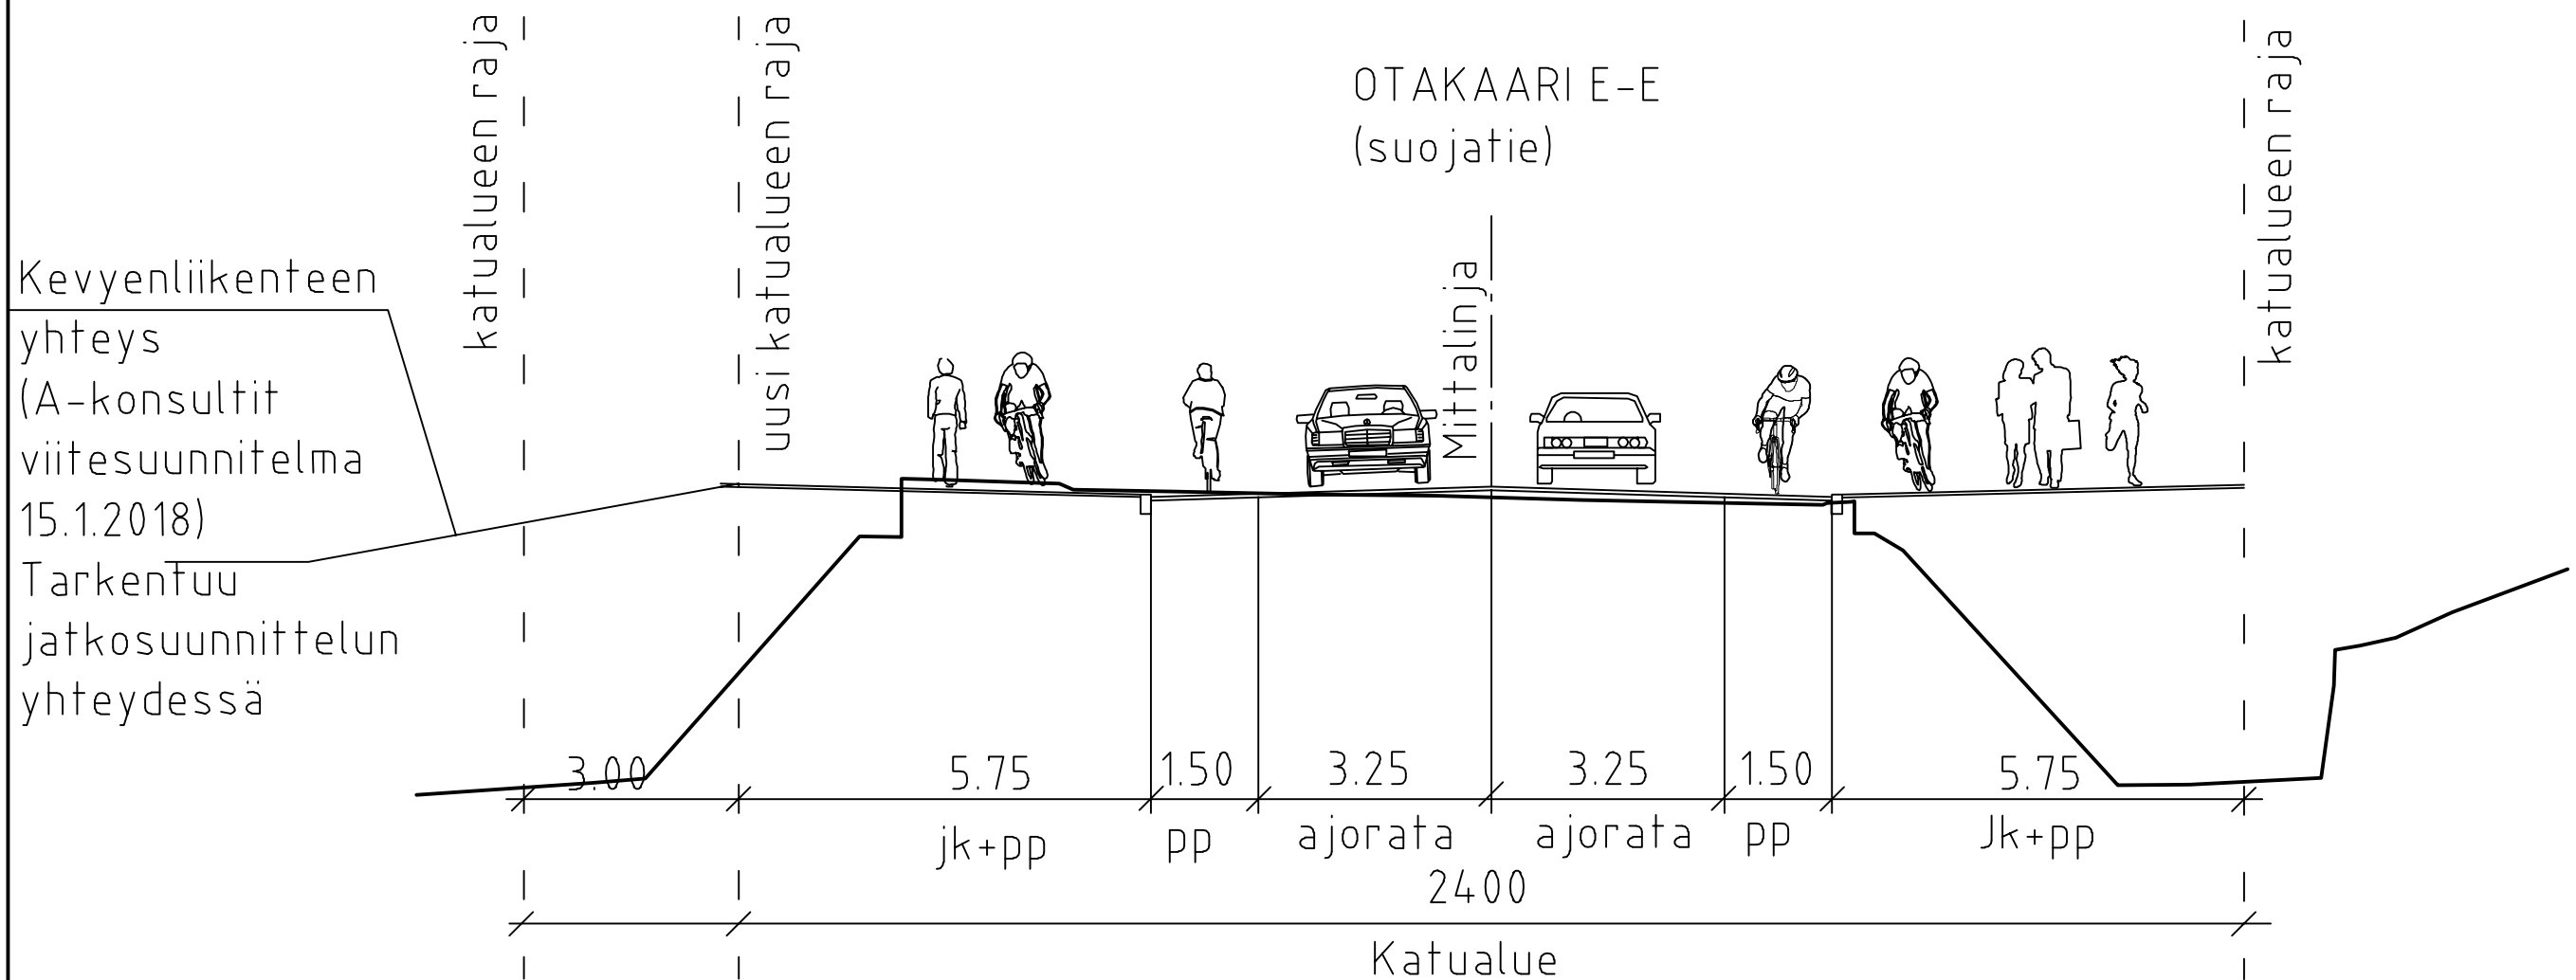 katualueen raja
uusi katualueen raja
OTAKAARI E-E
(suojatie)
katualueen raja
Mittalinja
Kevyenliikenteen
yhteys
(A-konsultit
viitesuunnitelma
15.1.2018)
Tarkentuu
jatkosuunnittelun
yhteydessä
3.00 5.75 1.50 3.25 3.25 1.50 5.75
jk+pp pp ajorata ajorata pp Jk+pp
2400
Katualue